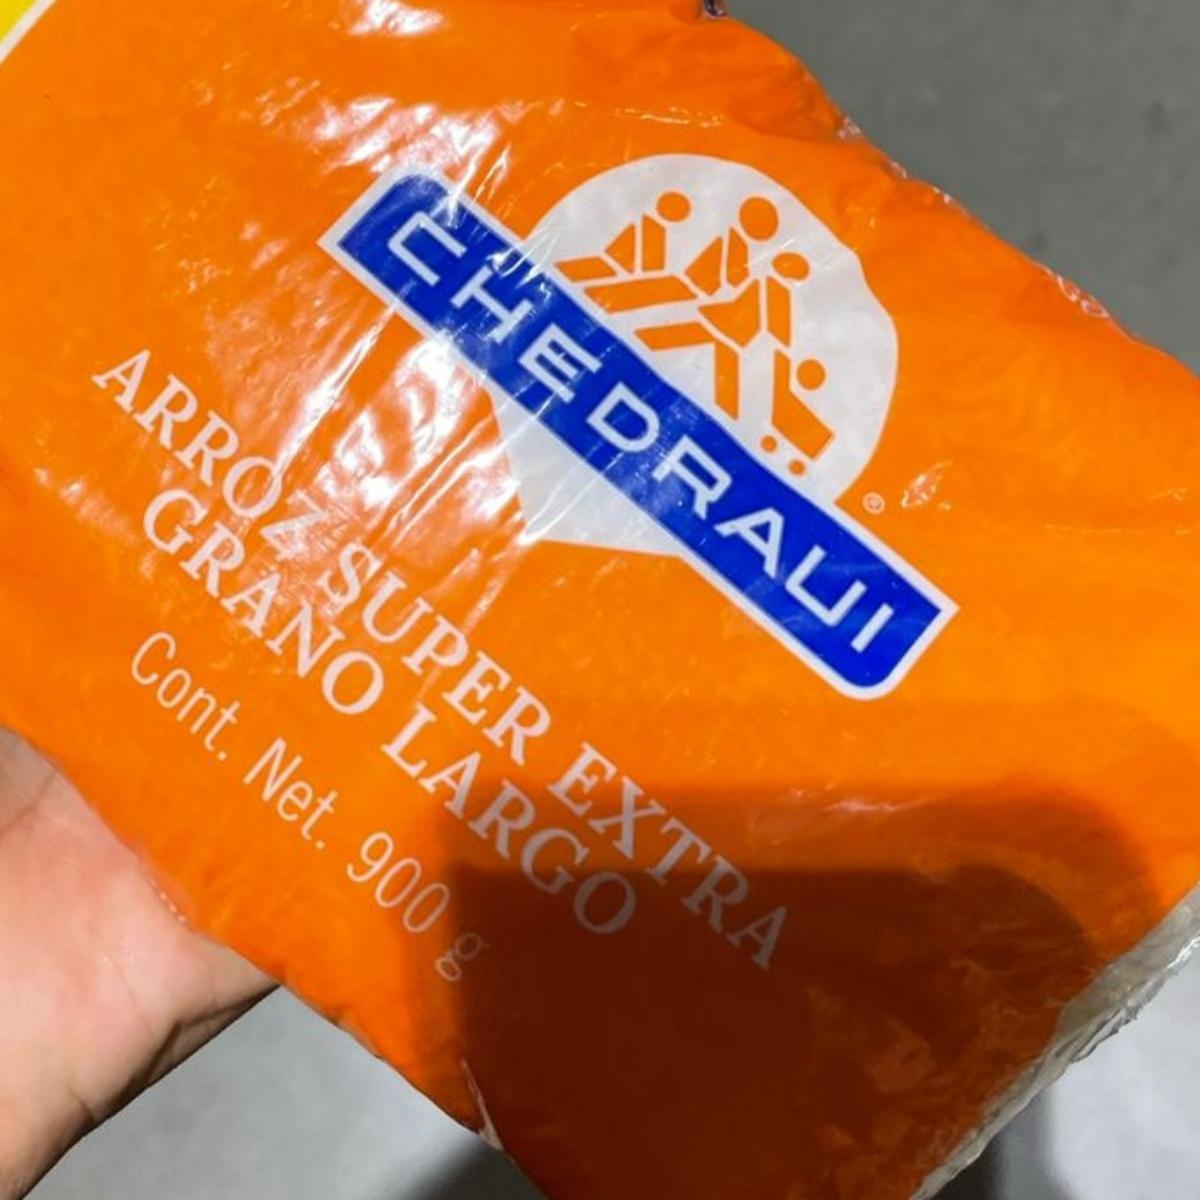 CHEDRAUI
®
ARROZ SUPER EXTRA
GRANO LARGO
Cont. Net. 900 g